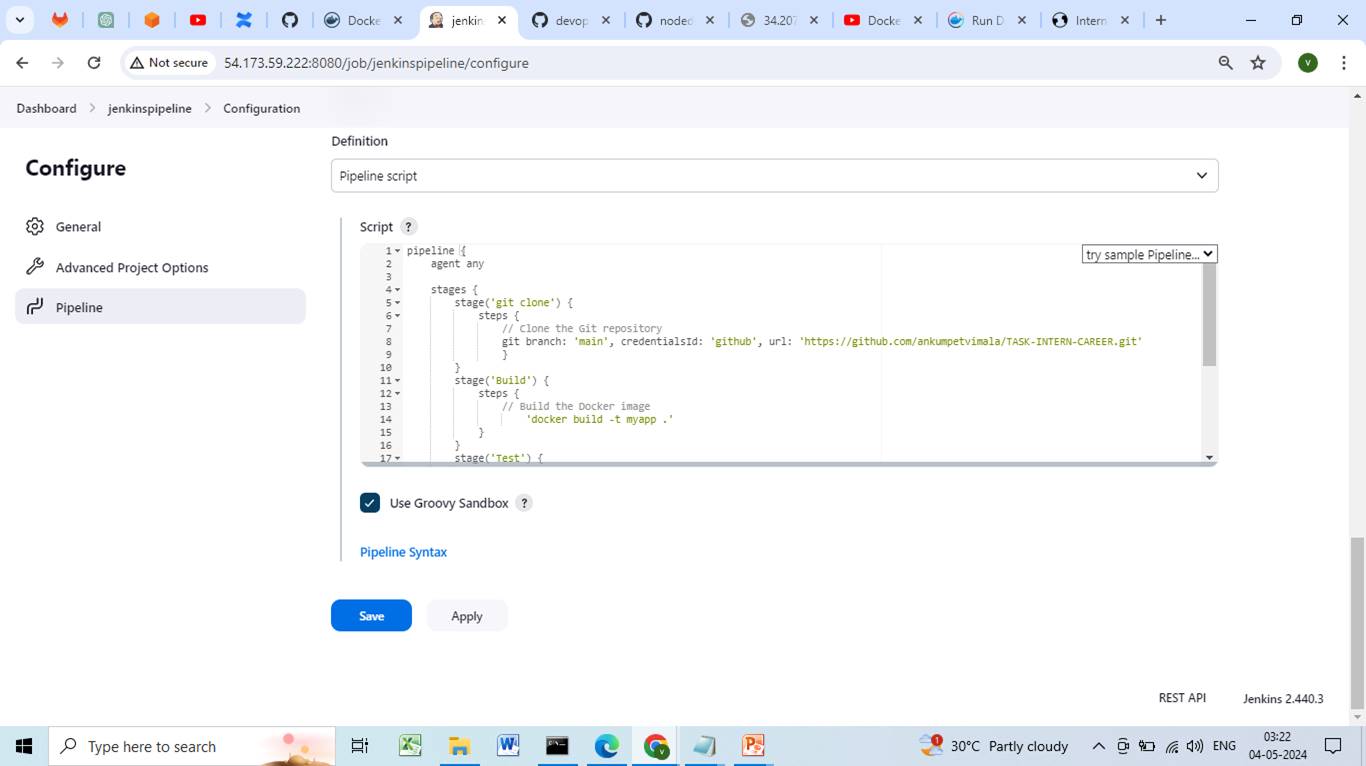 Docke
jenkin
devop
noded
34.207
Docke
Run D
Intern
Not secure
54.173.59.222:8080/job/jenkinspipeline/configure
V
Dashboard > jenkinspipeline > Configuration
Configure
General
Advanced Project Options
Pipeline
Definition
Pipeline script
Script ?
try sample Pipeline...
1 pipeline {
2     agent any
3
4     stages {
5         stage('git clone') {
6             steps {
7                 // Clone the Git repository
8                 git branch: 'main', credentialsId: 'github', url: 'https://github.com/ankumpetvimala/TASK-INTERN-CAREER.git'
9                 }
10         }
11         stage('Build') {
12             steps {
13                 // Build the Docker image
14                     'docker build -t myapp .'
15             }
16         }
17         stage('Test') {
Use Groovy Sandbox ?
Pipeline Syntax
Save
Apply
REST API
Jenkins 2.440.3
Type here to search
30°C Partly cloudy
ENG
03:22
04-05-2024